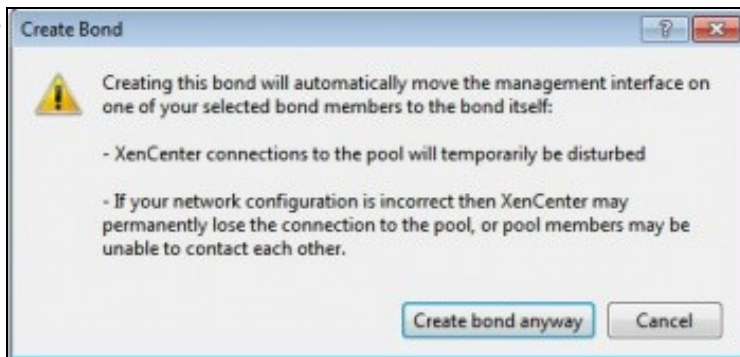 Create Bond
Creating this bond will automatically move the management interface on
one of your selected bond members to the bond itself:
- XenCenter connections to the pool will temporarily be disturbed
- If your network configuration is incorrect then XenCenter may
permanently lose the connection to the pool, or pool members may be
unable to contact each other.
Create bond anyway
Cancel